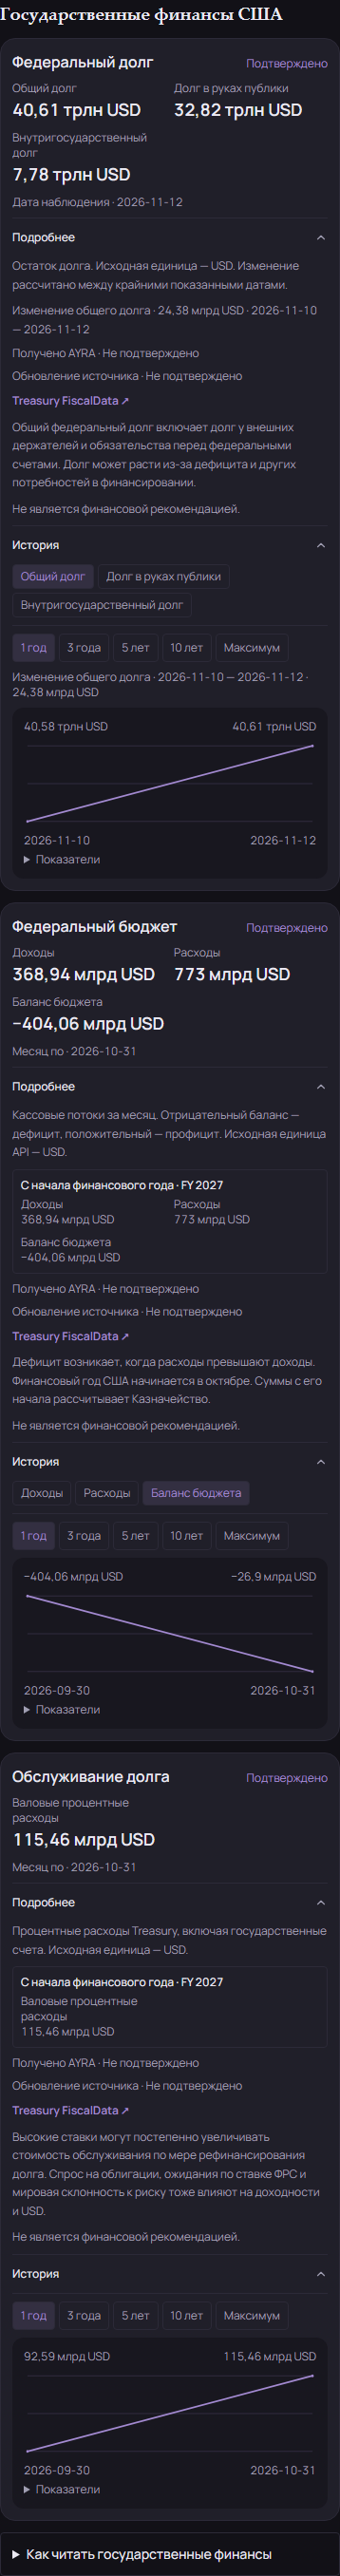 Государственные финансы США
Федеральный долг
Подтверждено
Общий долг
Долг в руках публики
40,61 трлн USD
32,82 трлн USD
Внутригосударственный
долг
7,78 трлн USD
Дата наблюдения · 2026-11-12
Подробнее
Остаток долга. Исходная единица — USD. Изменение
рассчитано между крайними показанными датами.
Изменение общего долга · 24,38 млрд USD · 2026-11-10
— 2026-11-12
Получено AYRA · Не подтверждено
Обновление источника · Не подтверждено
Treasury FiscalData ↗
Общий федеральный долг включает долг у внешних
держателей и обязательства перед федеральными
счетами. Долг может расти из-за дефицита и других
потребностей в финансировании.
Не является финансовой рекомендацией.
История
Общий долг
Долг в руках публики
Внутригосударственный долг
1 год
3 года
5 лет
10 лет
Максимум
Изменение общего долга · 2026-11-10 — 2026-11-12 ·
24,38 млрд USD
40,58 трлн USD
40,61 трлн USD
2026-11-10
2026-11-12
▶ Показатели
Федеральный бюджет
Подтверждено
Доходы
Расходы
368,94 млрд USD
773 млрд USD
Баланс бюджета
−404,06 млрд USD
Месяц по · 2026-10-31
Подробнее
Кассовые потоки за месяц. Отрицательный баланс —
дефицит, положительный — профицит. Исходная единица
API — USD.
С начала финансового года · FY 2027
Доходы
Расходы
368,94 млрд USD
773 млрд USD
Баланс бюджета
−404,06 млрд USD
Получено AYRA · Не подтверждено
Обновление источника · Не подтверждено
Treasury FiscalData ↗
Дефицит возникает, когда расходы превышают доходы.
Финансовый год США начинается в октябре. Суммы с его
начала рассчитывает Казначейство.
Не является финансовой рекомендацией.
История
Доходы
Расходы
Баланс бюджета
1 год
3 года
5 лет
10 лет
Максимум
−404,06 млрд USD
−26,9 млрд USD
2026-09-30
2026-10-31
▶ Показатели
Обслуживание долга
Подтверждено
Валовые процентные
расходы
115,46 млрд USD
Месяц по · 2026-10-31
Подробнее
Процентные расходы Treasury, включая государственные
счета. Исходная единица — USD.
С начала финансового года · FY 2027
Валовые процентные
расходы
115,46 млрд USD
Получено AYRA · Не подтверждено
Обновление источника · Не подтверждено
Treasury FiscalData ↗
Высокие ставки могут постепенно увеличивать
стоимость обслуживания по мере рефинансирования
долга. Спрос на облигации, ожидания по ставке ФРС и
мировая склонность к риску тоже влияют на доходности
и USD.
Не является финансовой рекомендацией.
История
1 год
3 года
5 лет
10 лет
Максимум
92,59 млрд USD
115,46 млрд USD
2026-09-30
2026-10-31
▶ Показатели
▶ Как читать государственные финансы